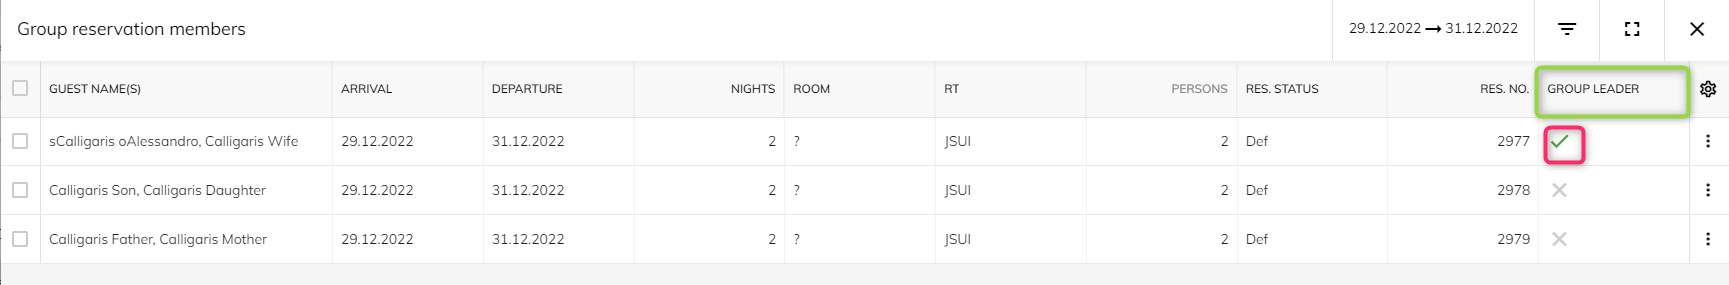 Group reservation members 29.12.2022 → 31.12.2022
GUEST NAME(S) ARRIVAL DEPARTURE NIGHTS ROOM RT PERSONS RES. STATUS RES. NO. GROUP LEADER
sCalligaris oAlessandro, Calligaris Wife 29.12.2022 31.12.2022 2 ? JSUI 2 Def 2977
Calligaris Son, Calligaris Daughter 29.12.2022 31.12.2022 2 ? JSUI 2 Def 2978
Calligaris Father, Calligaris Mother 29.12.2022 31.12.2022 2 ? JSUI 2 Def 2979